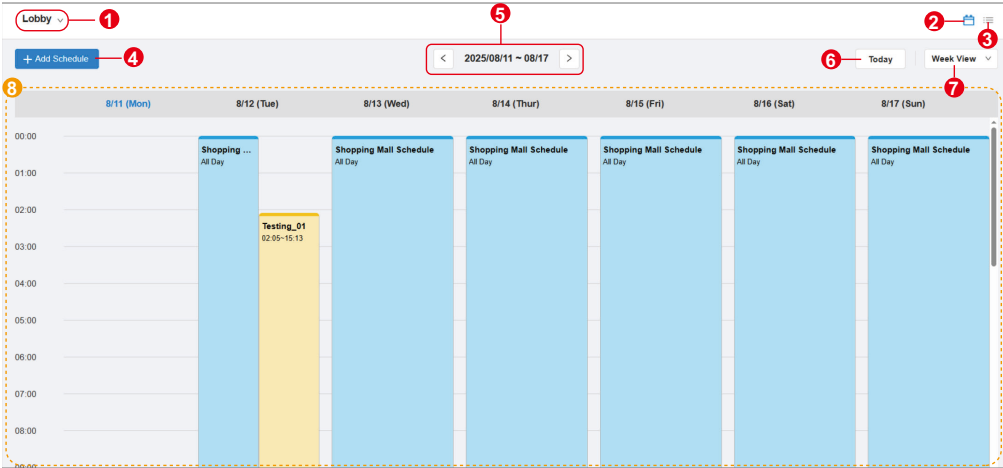 Lobby
1
5
2
3
+ Add Schedule
4
< 2025/08/11 ~ 08/17 >
6
Today
Week View
7
8
8/11 (Mon)
8/12 (Tue)
8/13 (Wed)
8/14 (Thur)
8/15 (Fri)
8/16 (Sat)
8/17 (Sun)
00:00
Shopping ...
All Day
Shopping Mall Schedule
All Day
Shopping Mall Schedule
All Day
Shopping Mall Schedule
All Day
Shopping Mall Schedule
All Day
Shopping Mall Schedule
All Day
01:00
02:00
Testing_01
02:05~15:13
03:00
04:00
05:00
06:00
07:00
08:00
09:00